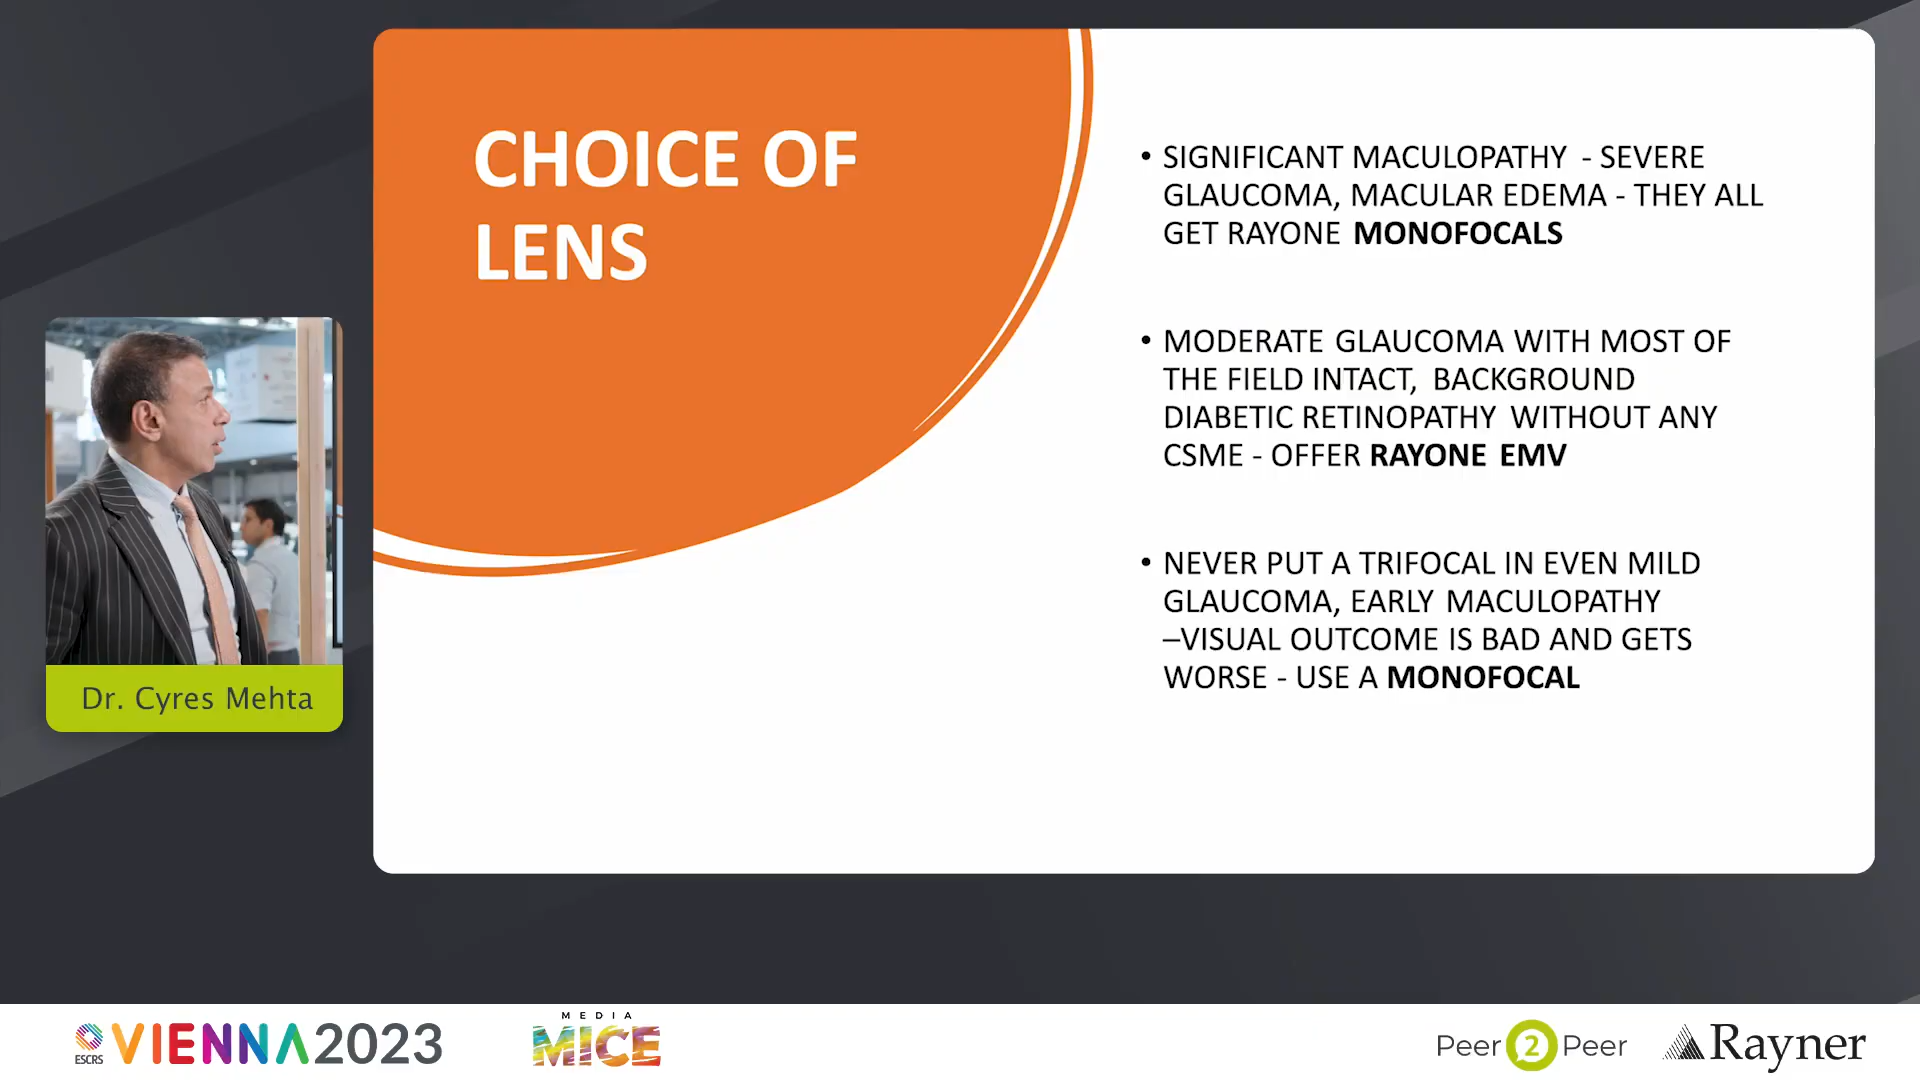 CHOICE OF
LENS
• SIGNIFICANT MACULOPATHY - SEVERE
GLAUCOMA, MACULAR EDEMA - THEY ALL
GET RAYONE MONOFOCALS
• MODERATE GLAUCOMA WITH MOST OF
THE FIELD INTACT, BACKGROUND
DIABETIC RETINOPATHY WITHOUT ANY
CSME - OFFER RAYONE EMV
• NEVER PUT A TRIFOCAL IN EVEN MILD
GLAUCOMA, EARLY MACULOPATHY
–VISUAL OUTCOME IS BAD AND GETS
WORSE - USE A MONOFOCAL
Dr. Cyres Mehta
ESCRS
VIENNA2023
MEDIA
MICE
Peer 2 Peer
Rayner